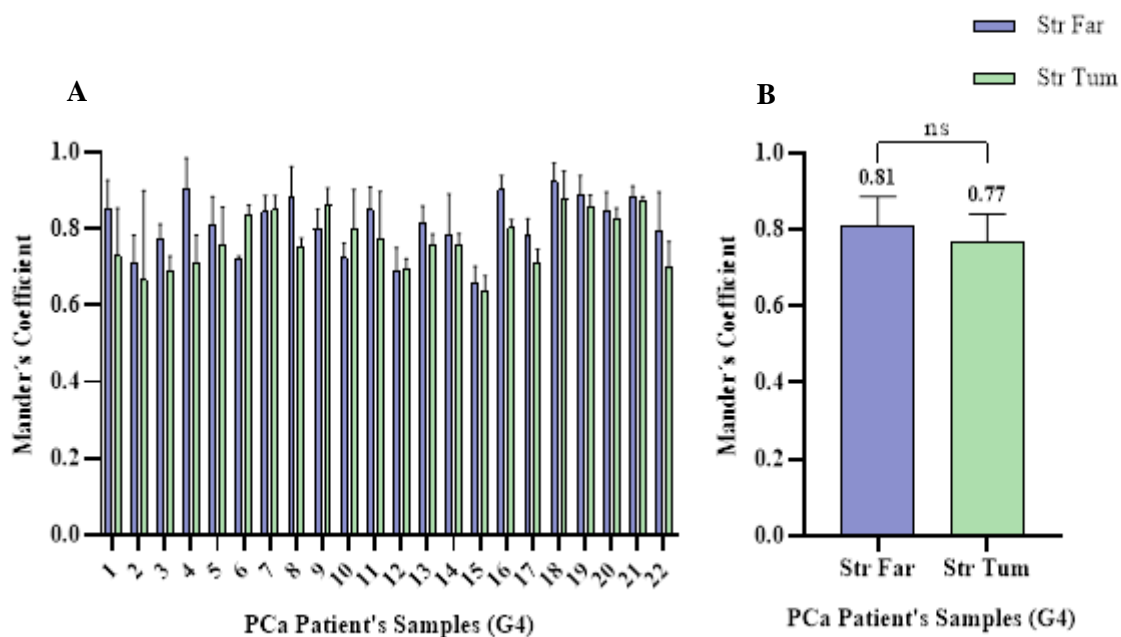 Str Far
Str Tum
A
B
1.0
0.8
0.6
0.4
0.2
0.0
Mander´s Coefficient
1 2 3 4 5 6 7 8 9 10 11 12 13 14 15 16 17 18 19 20 21 22
PCa Patient's Samples (G4)
ns
1.0
0.8
0.6
0.4
0.2
0.0
Mander´s Coefficient
0.81
0.77
Str Far Str Tum
PCa Patient's Samples (G4)